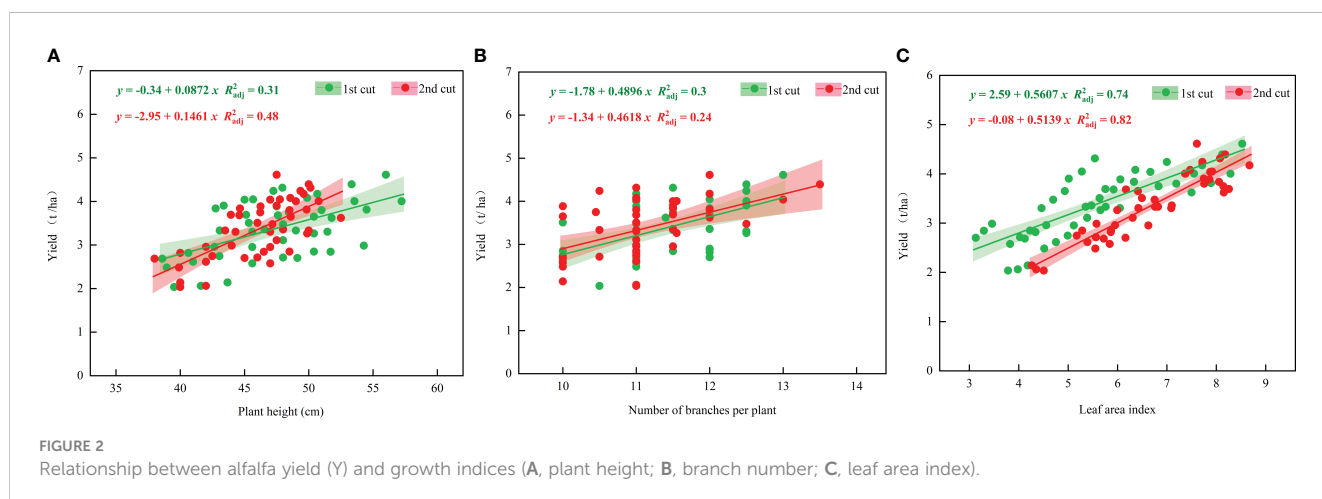 A
B
C
y = -0.34 + 0.0872 x R²adj = 0.31
y = -2.95 + 0.1461 x R²adj = 0.48
1st cut
2nd cut
7
6
5
4
3
2
1
0
Yield (t/ha)
35 40 45 50 55 60
Plant height (cm)
y = -1.78 + 0.4896 x R²adj = 0.3
y = -1.34 + 0.4618 x R²adj = 0.24
1st cut
2nd cut
7
6
5
4
3
2
1
0
Yield (t/ha)
10 11 12 13 14
Number of branches per plant
y = 2.59 + 0.5607 x R²adj = 0.74
y = -0.08 + 0.5139 x R²adj = 0.82
1st cut
2nd cut
6
5
4
3
2
1
0
Yield (t/ha)
3 4 5 6 7 8 9
Leaf area index
FIGURE 2
Relationship between alfalfa yield (Y) and growth indices (A, plant height; B, branch number; C, leaf area index).